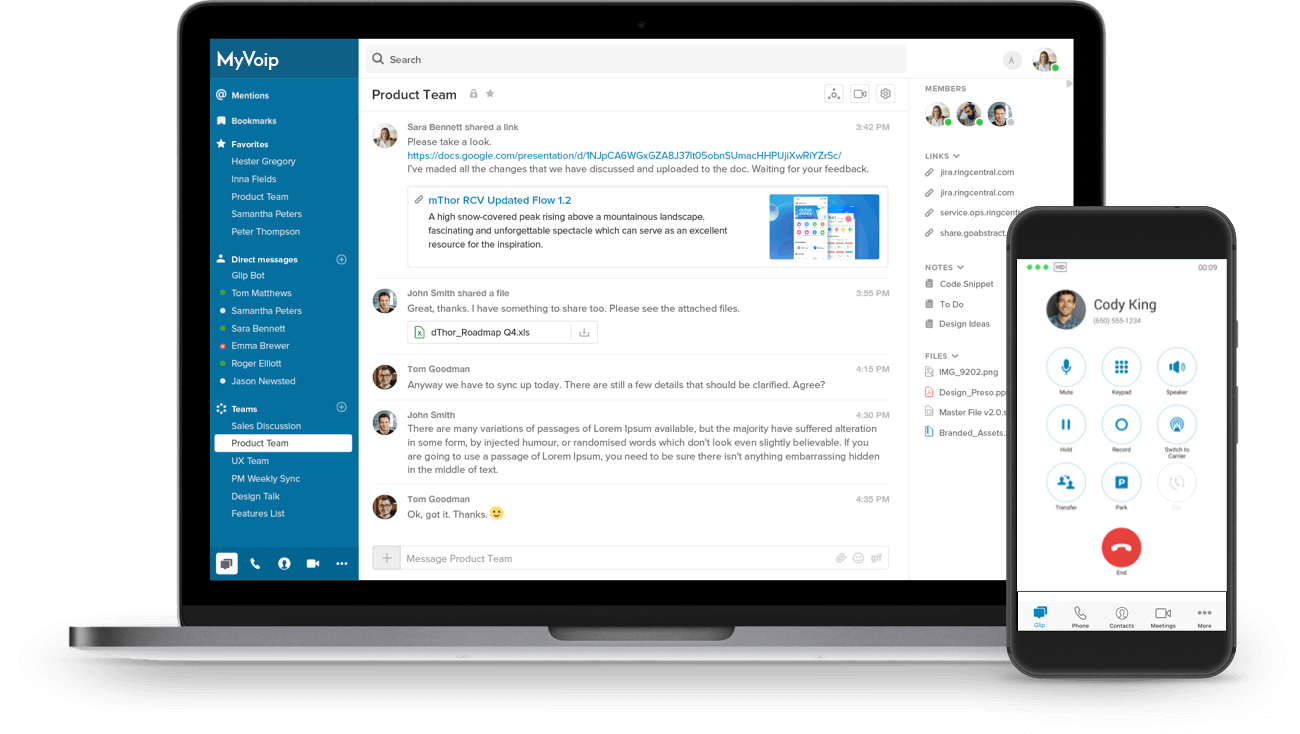 MyVoip
Search
A
Mentions
Bookmarks
Favorites
Hester Gregory
Inna Fields
Product Team
Samantha Peters
Peter Thompson
Direct messages
Glip Bot
Tom Matthews
Samantha Peters
Sara Bennett
Emma Brewer
Roger Elliott
Jason Newsted
Teams
Sales Discussion
Product Team
UX Team
PM Weekly Sync
Design Talk
Features List
Product Team
Sara Bennett shared a link 3:42 PM
Please take a look.
https://docs.google.com/presentation/d/1NJpCA6WGxGZA8J37lt05obnSUmacHHPUjiXwRiYZrSc/
I've maded all the changes that we have discussed and uploaded to the doc. Waiting for your feedback.
mThor RCV Updated Flow 1.2
A high snow-covered peak rising above a mountainous landscape.
fascinating and unforgettable spectacle which can serve as an excellent
resource for the inspiration.
John Smith shared a file 3:55 PM
Great, thanks. I have something to share too. Please see the attached files.
dThor_Roadmap Q4.xls
Tom Goodman 4:15 PM
Anyway we have to sync up today. There are still a few details that should be clarified. Agree?
John Smith 4:30 PM
There are many variations of passages of Lorem Ipsum available, but the majority have suffered alteration
in some form, by injected humour, or randomised words which don't look even slightly believable. If you
are going to use a passage of Lorem Ipsum, you need to be sure there isn't anything embarrassing hidden
in the middle of text.
Tom Goodman 4:35 PM
Ok, got it. Thanks.
Message Product Team gif
MEMBERS
LINKS
jira.ringcentral.com
jira.ringcentral.com
service.ops.ringcentr
share.goabstract.
NOTES
Code Snippet
To Do
Design Ideas
FILES
IMG_9202.png
Design_Preso.pp
Master File v2.0.s
Branded_Assets.
HD 00:09
Cody King
(650) 555-1234
Mute Keypad Speaker
Hold Record Switch to
Carrier
Transfer Park
End
Glip Phone Contacts Meetings More